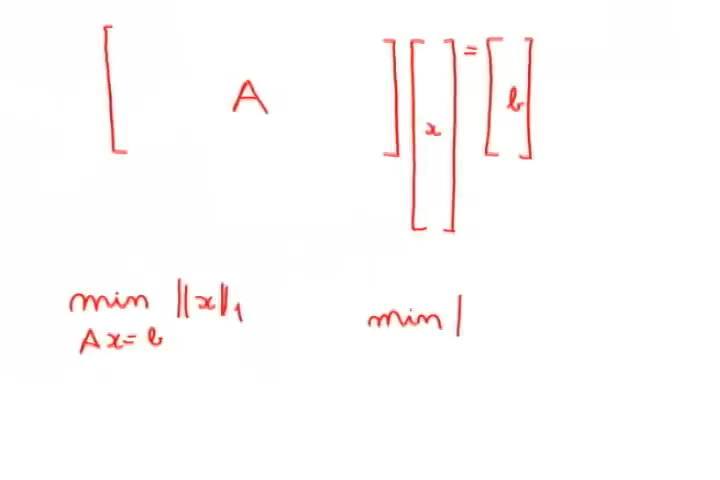 [ A ] [ x ] = [ b ]
min ||x||₁ min |
Ax = b